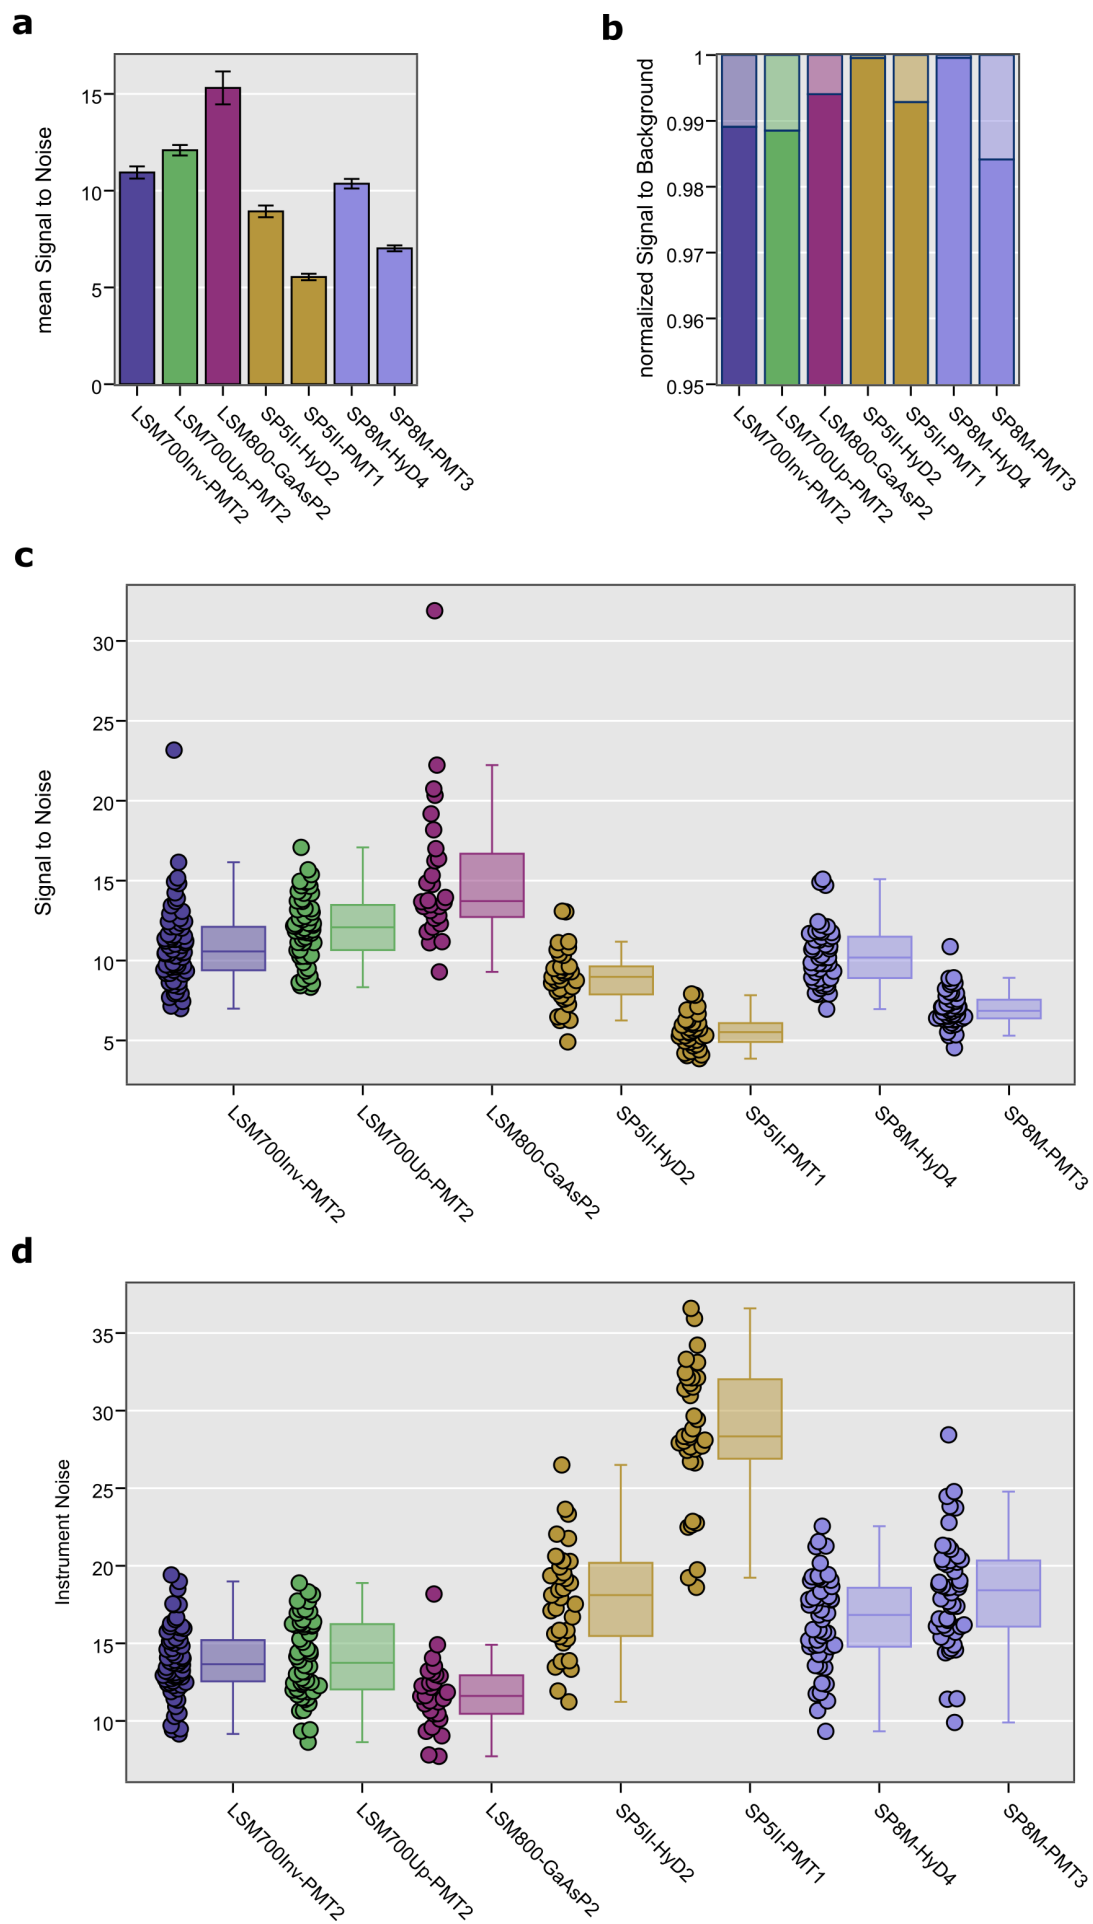 a
mean Signal to Noise
15
10
5
0
LSM700Inv-PMT2
LSM700Up-PMT2
LSM800-GaAsP2
SP5II-HyD2
SP5II-PMT1
SP8M-HyD4
SP8M-PMT3
b
normalized Signal to Background
1
0.99
0.98
0.97
0.96
0.95
LSM700Inv-PMT2
LSM700Up-PMT2
LSM800-GaAsP2
SP5II-HyD2
SP5II-PMT1
SP8M-HyD4
SP8M-PMT3
c
Signal to Noise
30
25
20
15
10
5
LSM700Inv-PMT2
LSM700Up-PMT2
LSM800-GaAsP2
SP5II-HyD2
SP5II-PMT1
SP8M-HyD4
SP8M-PMT3
d
Instrument Noise
35
30
25
20
15
10
LSM700Inv-PMT2
LSM700Up-PMT2
LSM800-GaAsP2
SP5II-HyD2
SP5II-PMT1
SP8M-HyD4
SP8M-PMT3